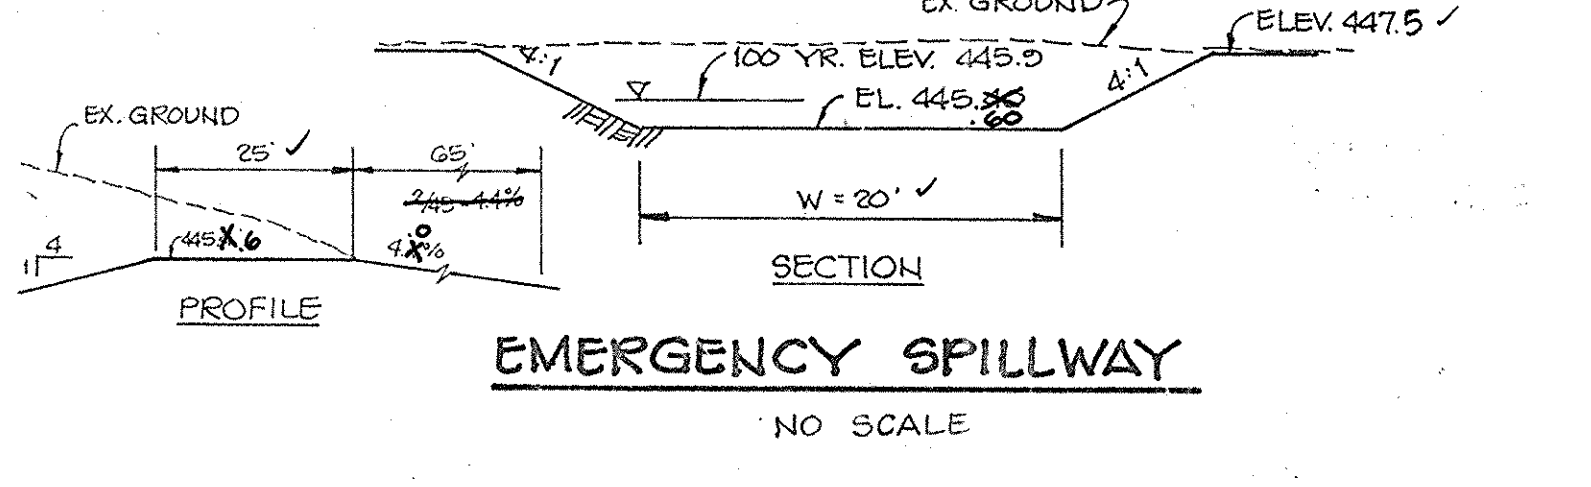 EX. GROUND
ELEV. 447.5 ✓
4:1
100 YR. ELEV. 445.9
4:1
EL. 445.40
.60
EX. GROUND
25' ✓
65'
2/45 = 4.4%
W = 20' ✓
445. .6
.0
4. %
4
1
SECTION
PROFILE
EMERGENCY SPILLWAY
NO SCALE